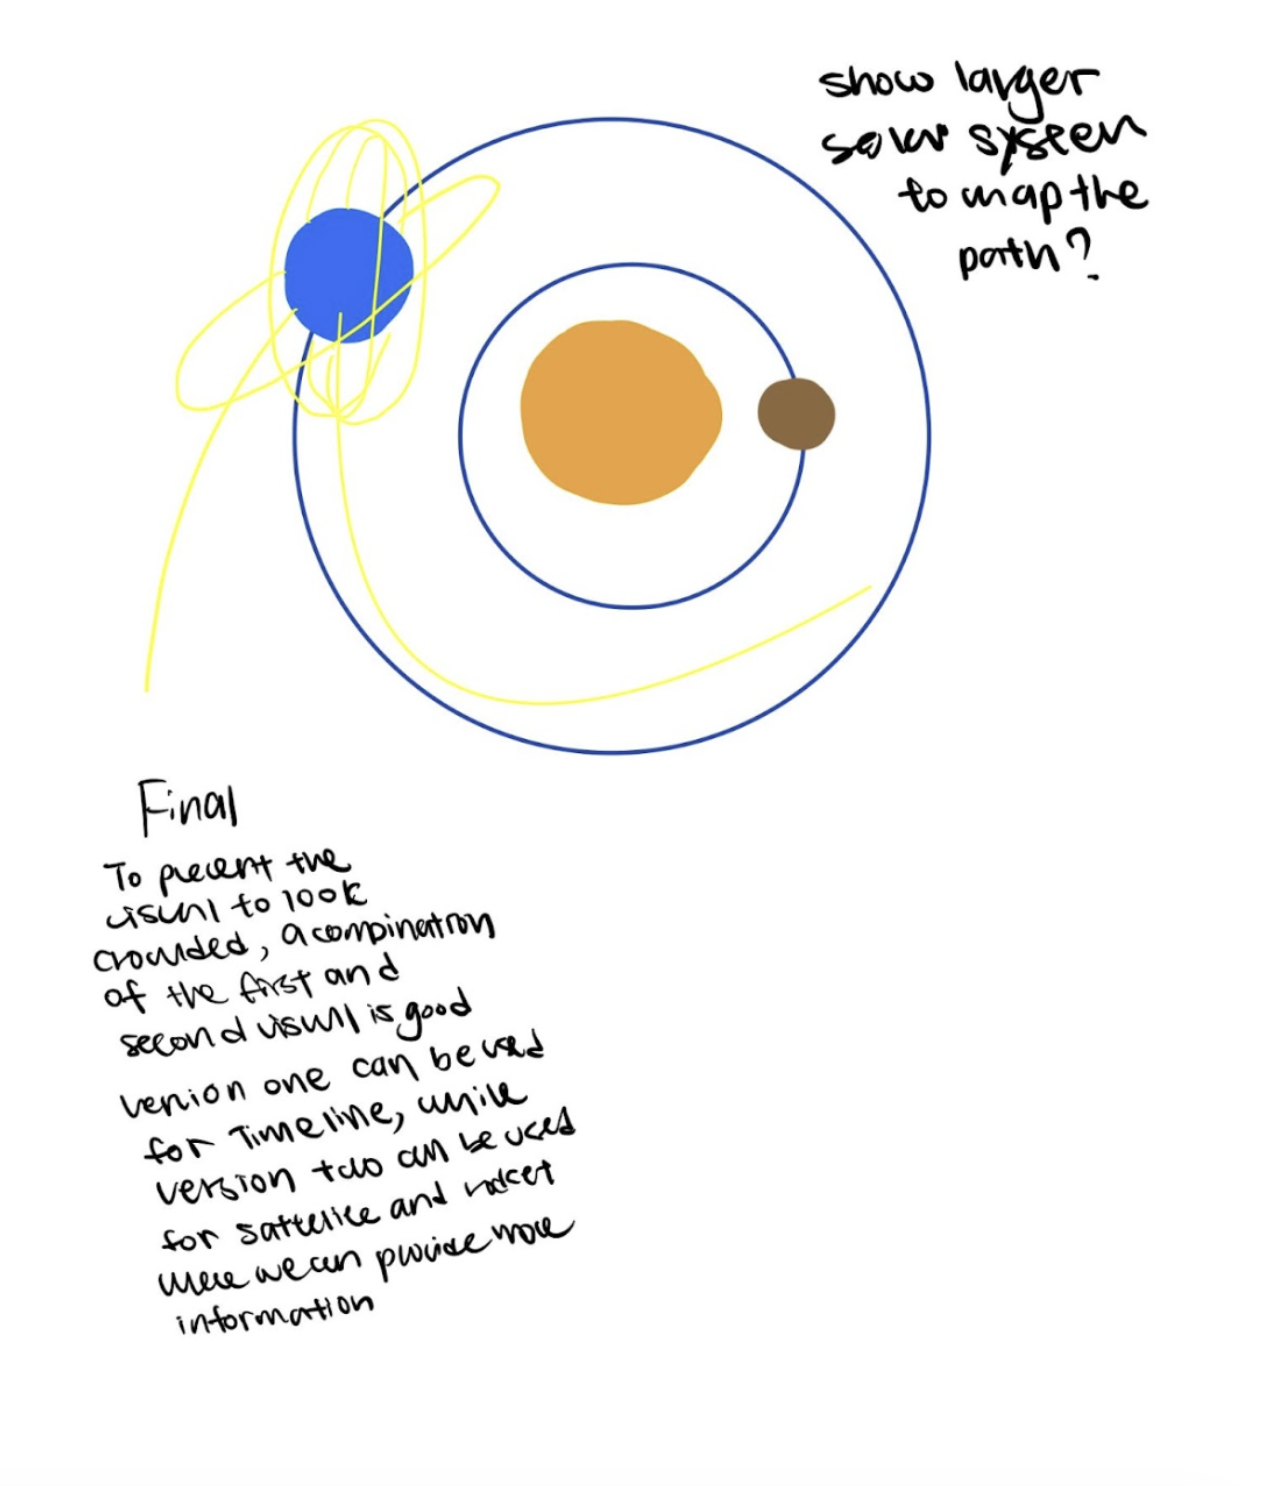 show larger
solar system
to map the
path?
Final
To prevent the
visual to look
crowded, a combination
of the first and
second visual is good
version one can be used
for Timeline, while
version two can be used
for sattelite and rocket
where we can provide more
information